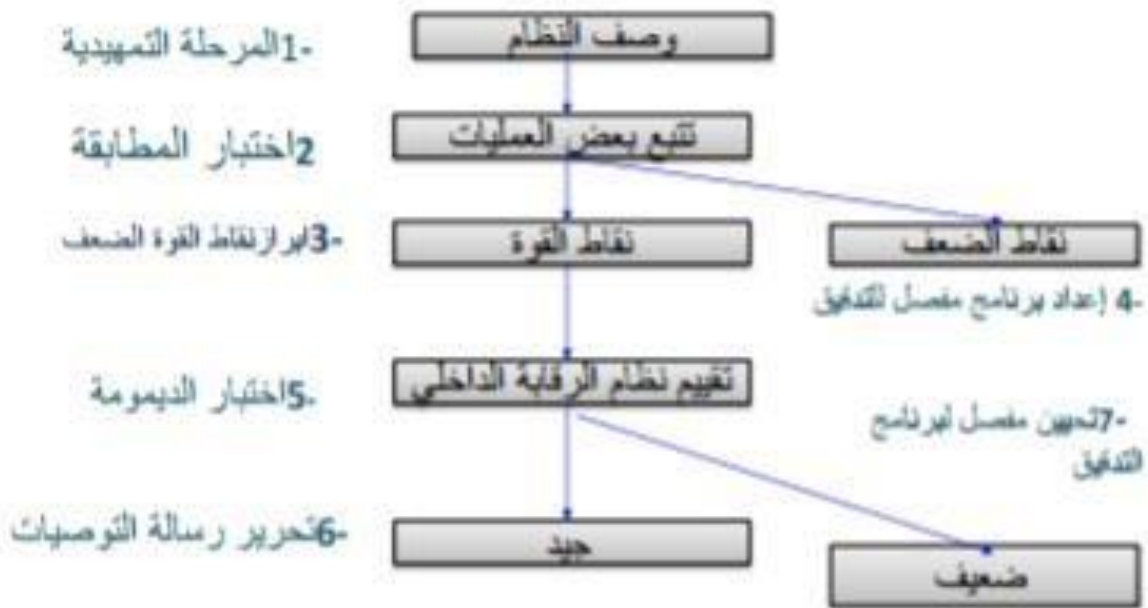 وصف النظام
-1المرحلة التمهيدية
تتبع بعض العمليات
2اختبار المطابقة
نقاط القوة
نقاط الضعف
-3ابراز نقاط القوة الضعف
-4 إعداد برنامج مفصل للتدقيق
تقييم نظام الرقابة الداخلي
-5اختبار الديمومة
-7تحيين مفصل لبرنامج
التدقيق
جيد
-6تحرير رسالة التوصيات
ضعيف